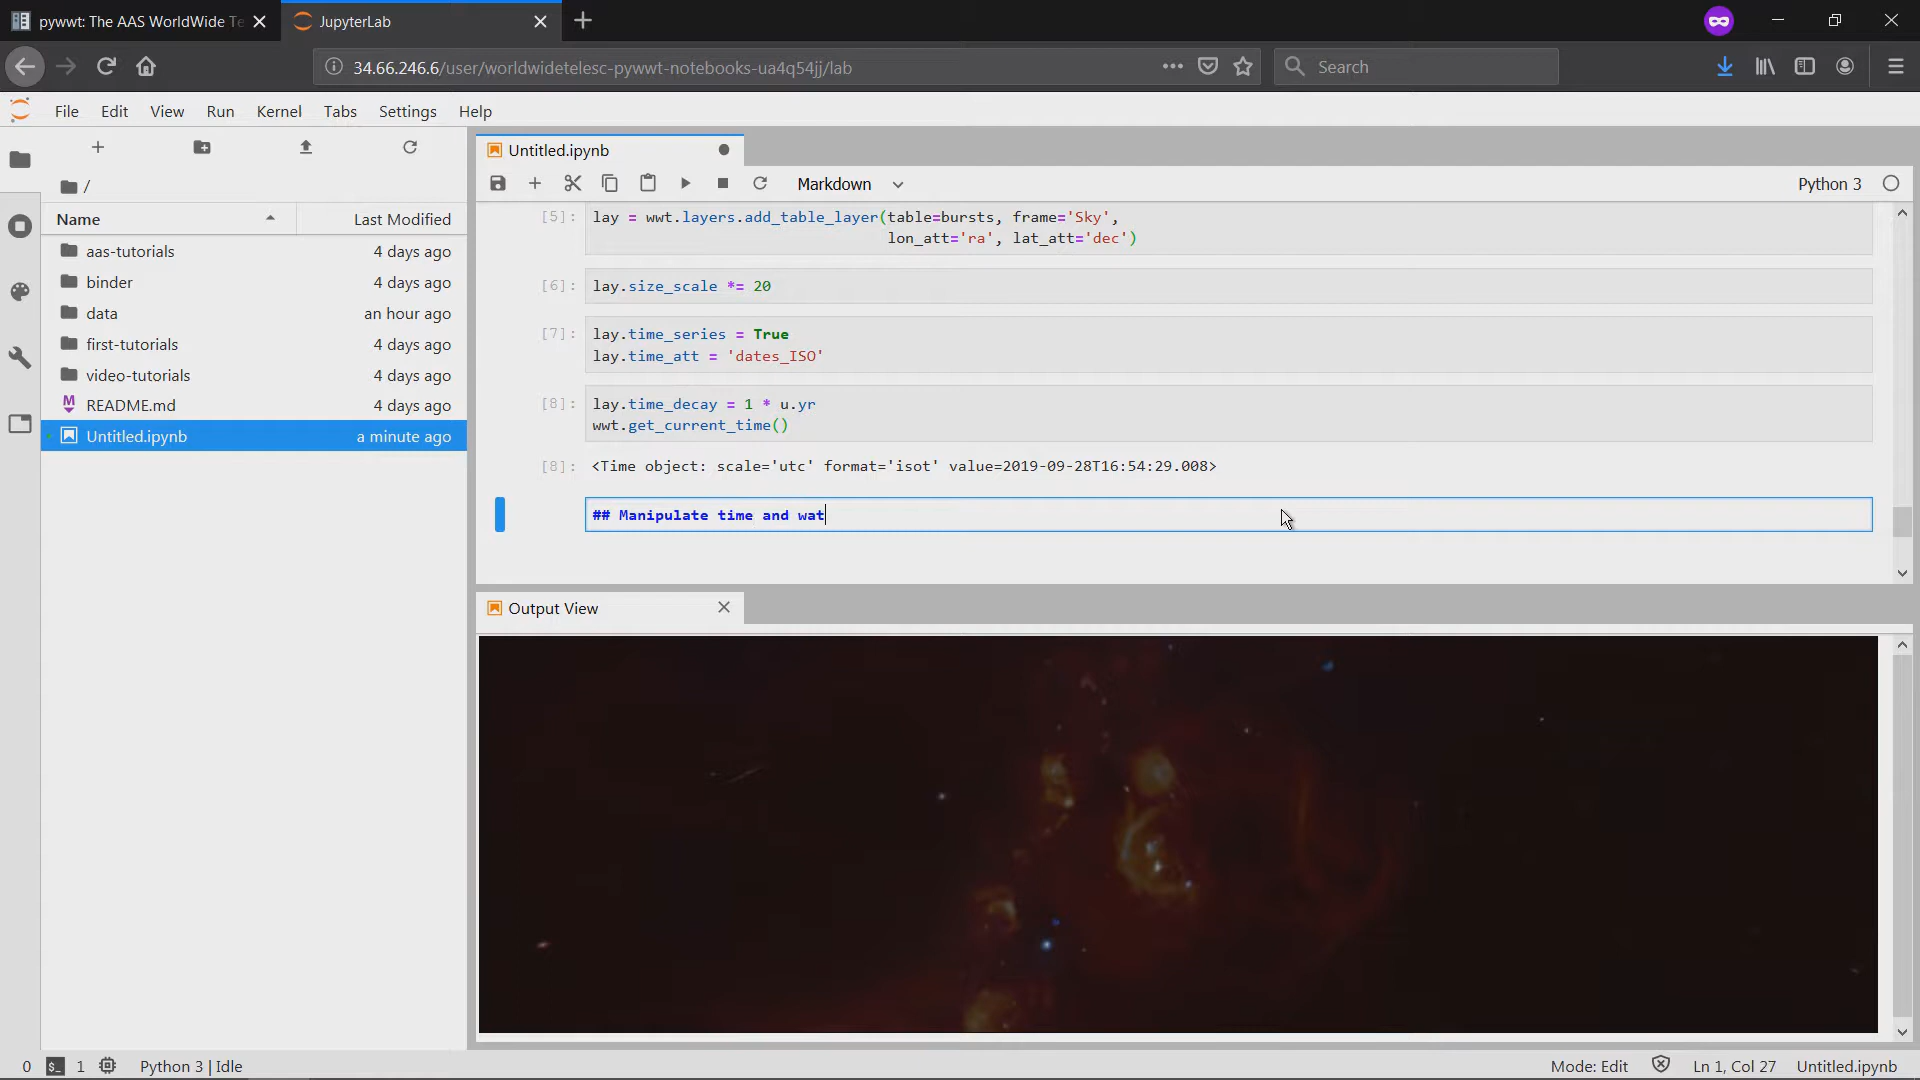 pywwt: The AAS WorldWide Te
JupyterLab
34.66.246.6/user/worldwidetelesc-pywwt-notebooks-ua4q54jj/lab
Search
File Edit View Run Kernel Tabs Settings Help
/
Name Last Modified
aas-tutorials 4 days ago
binder 4 days ago
data an hour ago
first-tutorials 4 days ago
video-tutorials 4 days ago
README.md 4 days ago
Untitled.ipynb a minute ago
Untitled.ipynb
Markdown
Python 3
[5]: lay = wwt.layers.add_table_layer(table=bursts, frame='Sky',
lon_att='ra', lat_att='dec')
[6]: lay.size_scale *= 20
[7]: lay.time_series = True
lay.time_att = 'dates_ISO'
[8]: lay.time_decay = 1 * u.yr
wwt.get_current_time()
[8]: <Time object: scale='utc' format='isot' value=2019-09-28T16:54:29.008>
## Manipulate time and wat
Output View
0 $_ 1 Python 3 | Idle Mode: Edit Ln 1, Col 27 Untitled.ipynb